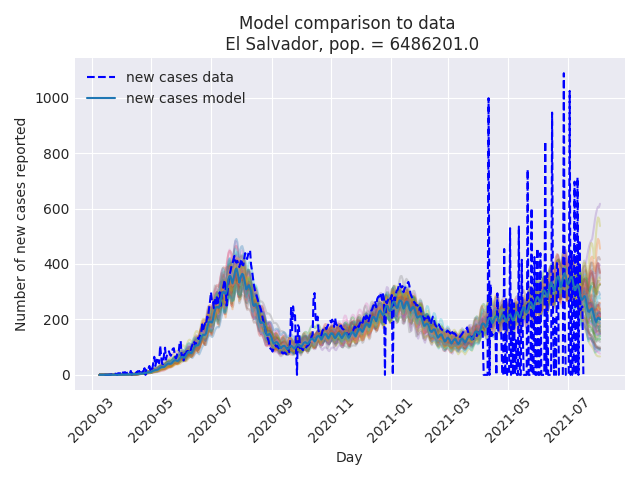 Model comparison to data
El Salvador, pop. = 6486201.0
new cases data
new cases model
Number of new cases reported
1000
800
600
400
200
0
2020-03
2020-05
2020-07
2020-09
2020-11
2021-01
2021-03
2021-05
2021-07
Day